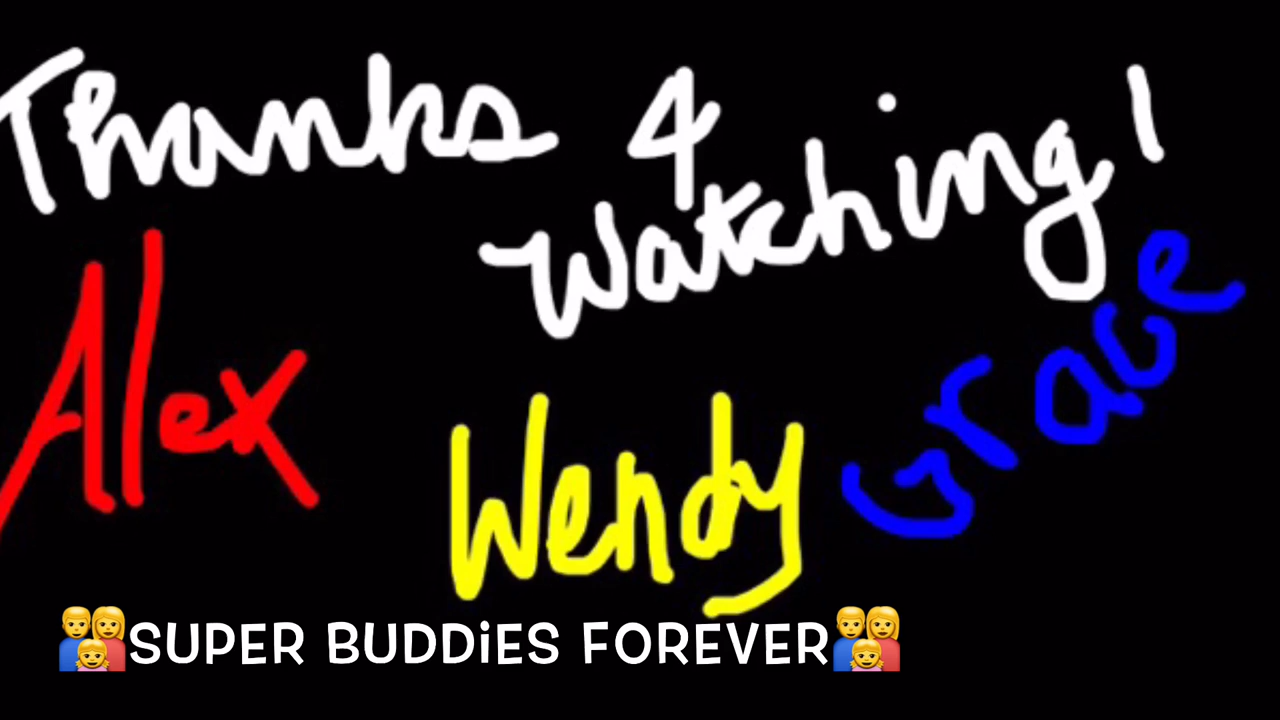 Thanks 4
Watching!
Alex
Wendy
Grace
👨‍👩‍👧SUPER BUDDiES FOREVER👨‍👩‍👧